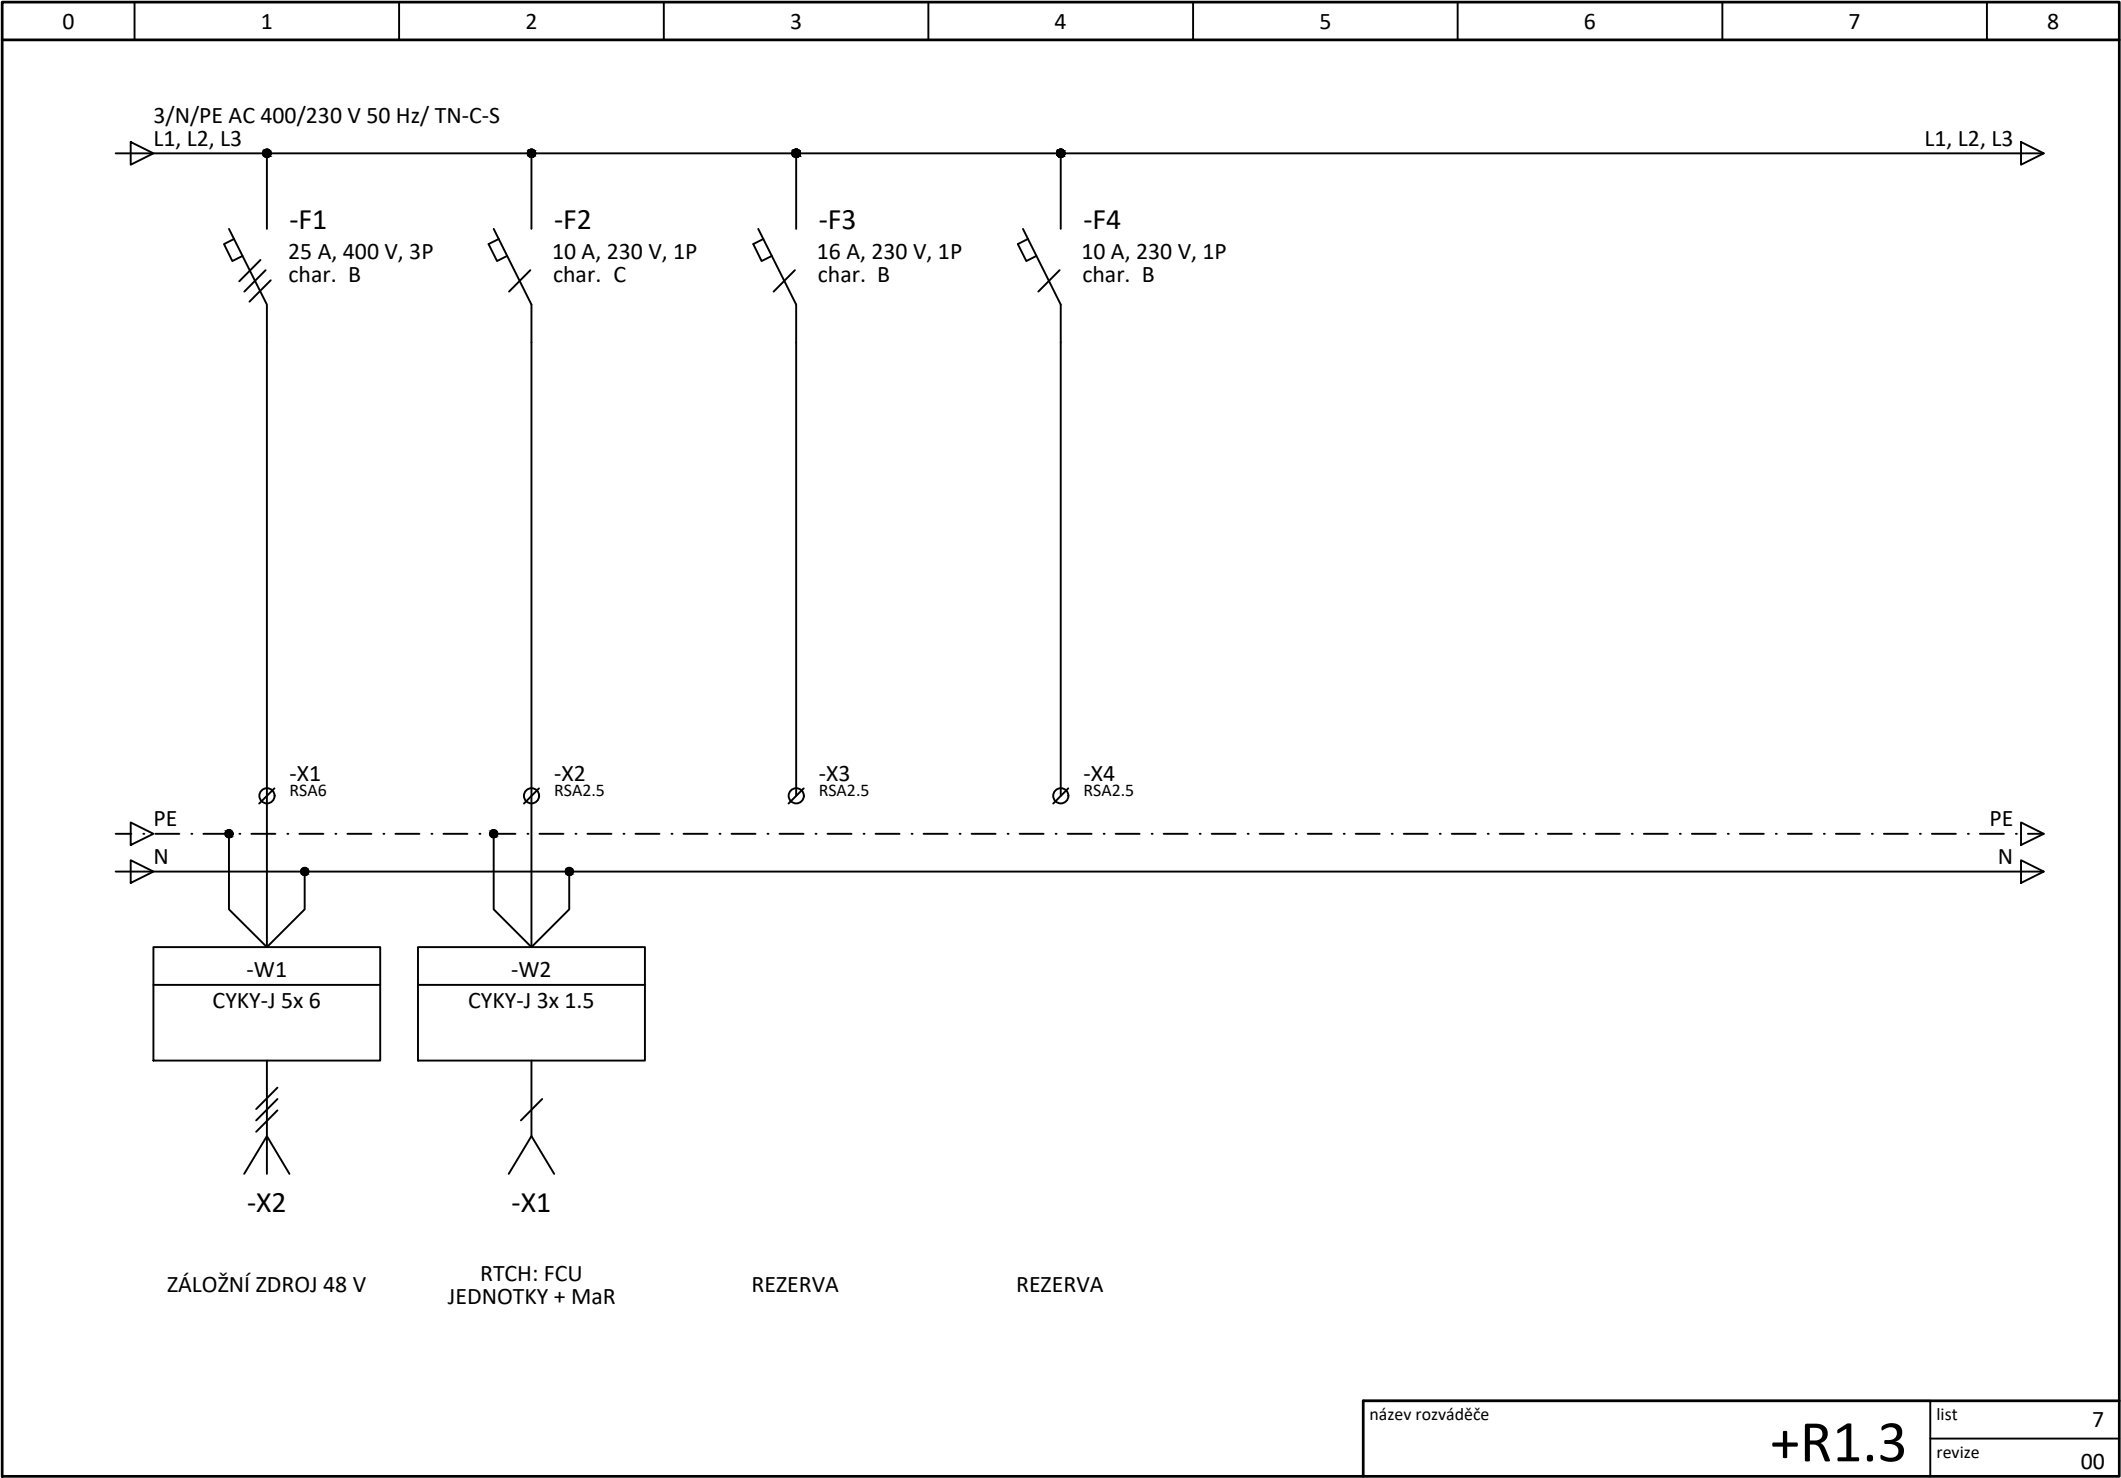 0 1 2 3 4 5 6 7 8
3/N/PE AC 400/230 V 50 Hz/ TN-C-S
L1, L2, L3
L1, L2, L3
-F1
25 A, 400 V, 3P
char. B
-F2
10 A, 230 V, 1P
char. C
-F3
16 A, 230 V, 1P
char. B
-F4
10 A, 230 V, 1P
char. B
-X1
RSA6
-X2
RSA2.5
-X3
RSA2.5
-X4
RSA2.5
PE
PE
N
N
-W1
CYKY-J 5x 6
-W2
CYKY-J 3x 1.5
-X2
-X1
ZÁLOŽNÍ ZDROJ 48 V
RTCH: FCU
JEDNOTKY + MaR
REZERVA
REZERVA
název rozváděče
+R1.3
list
7
revize
00